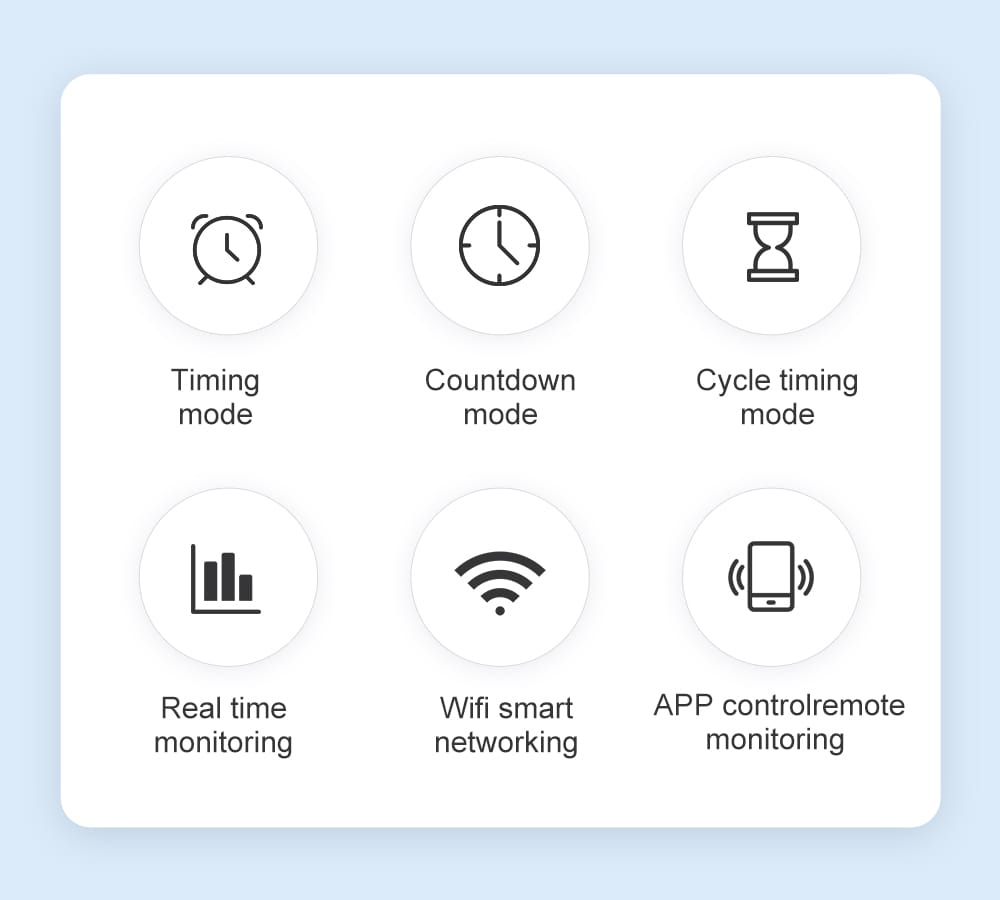 Timing
mode
Countdown
mode
Cycle timing
mode
Real time
monitoring
Wifi smart
networking
APP controlremote
monitoring